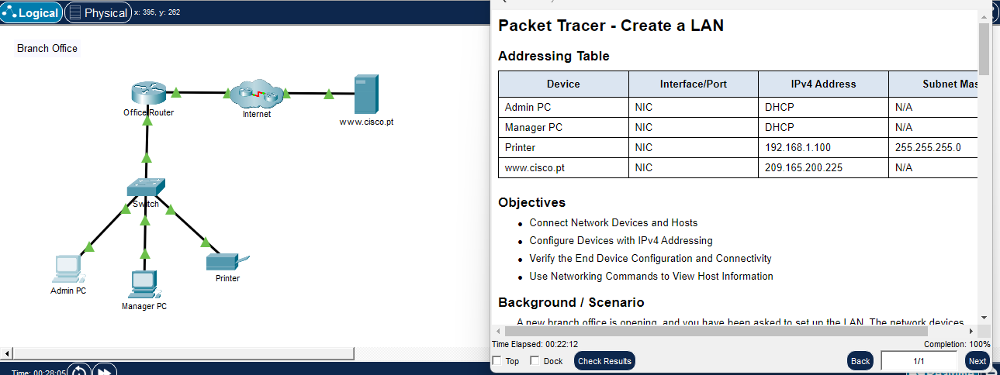 Logical Physical x: 395, y: 262
Branch Office
Office Router
Internet
www.cisco.pt
Switch
Admin PC
Manager PC
Printer
Time: 00:28:05
Packet Tracer - Create a LAN
Addressing Table
Device Interface/Port IPv4 Address Subnet Mas
Admin PC NIC DHCP N/A
Manager PC NIC DHCP N/A
Printer NIC 192.168.1.100 255.255.255.0
www.cisco.pt NIC 209.165.200.225 N/A
Objectives
• Connect Network Devices and Hosts
• Configure Devices with IPv4 Addressing
• Verify the End Device Configuration and Connectivity
• Use Networking Commands to View Host Information
Background / Scenario
A new branch office is opening, and you have been asked to set up the LAN. The network devices
Time Elapsed: 00:22:12 Completion: 100%
Top Dock Check Results Back 1/1 Next